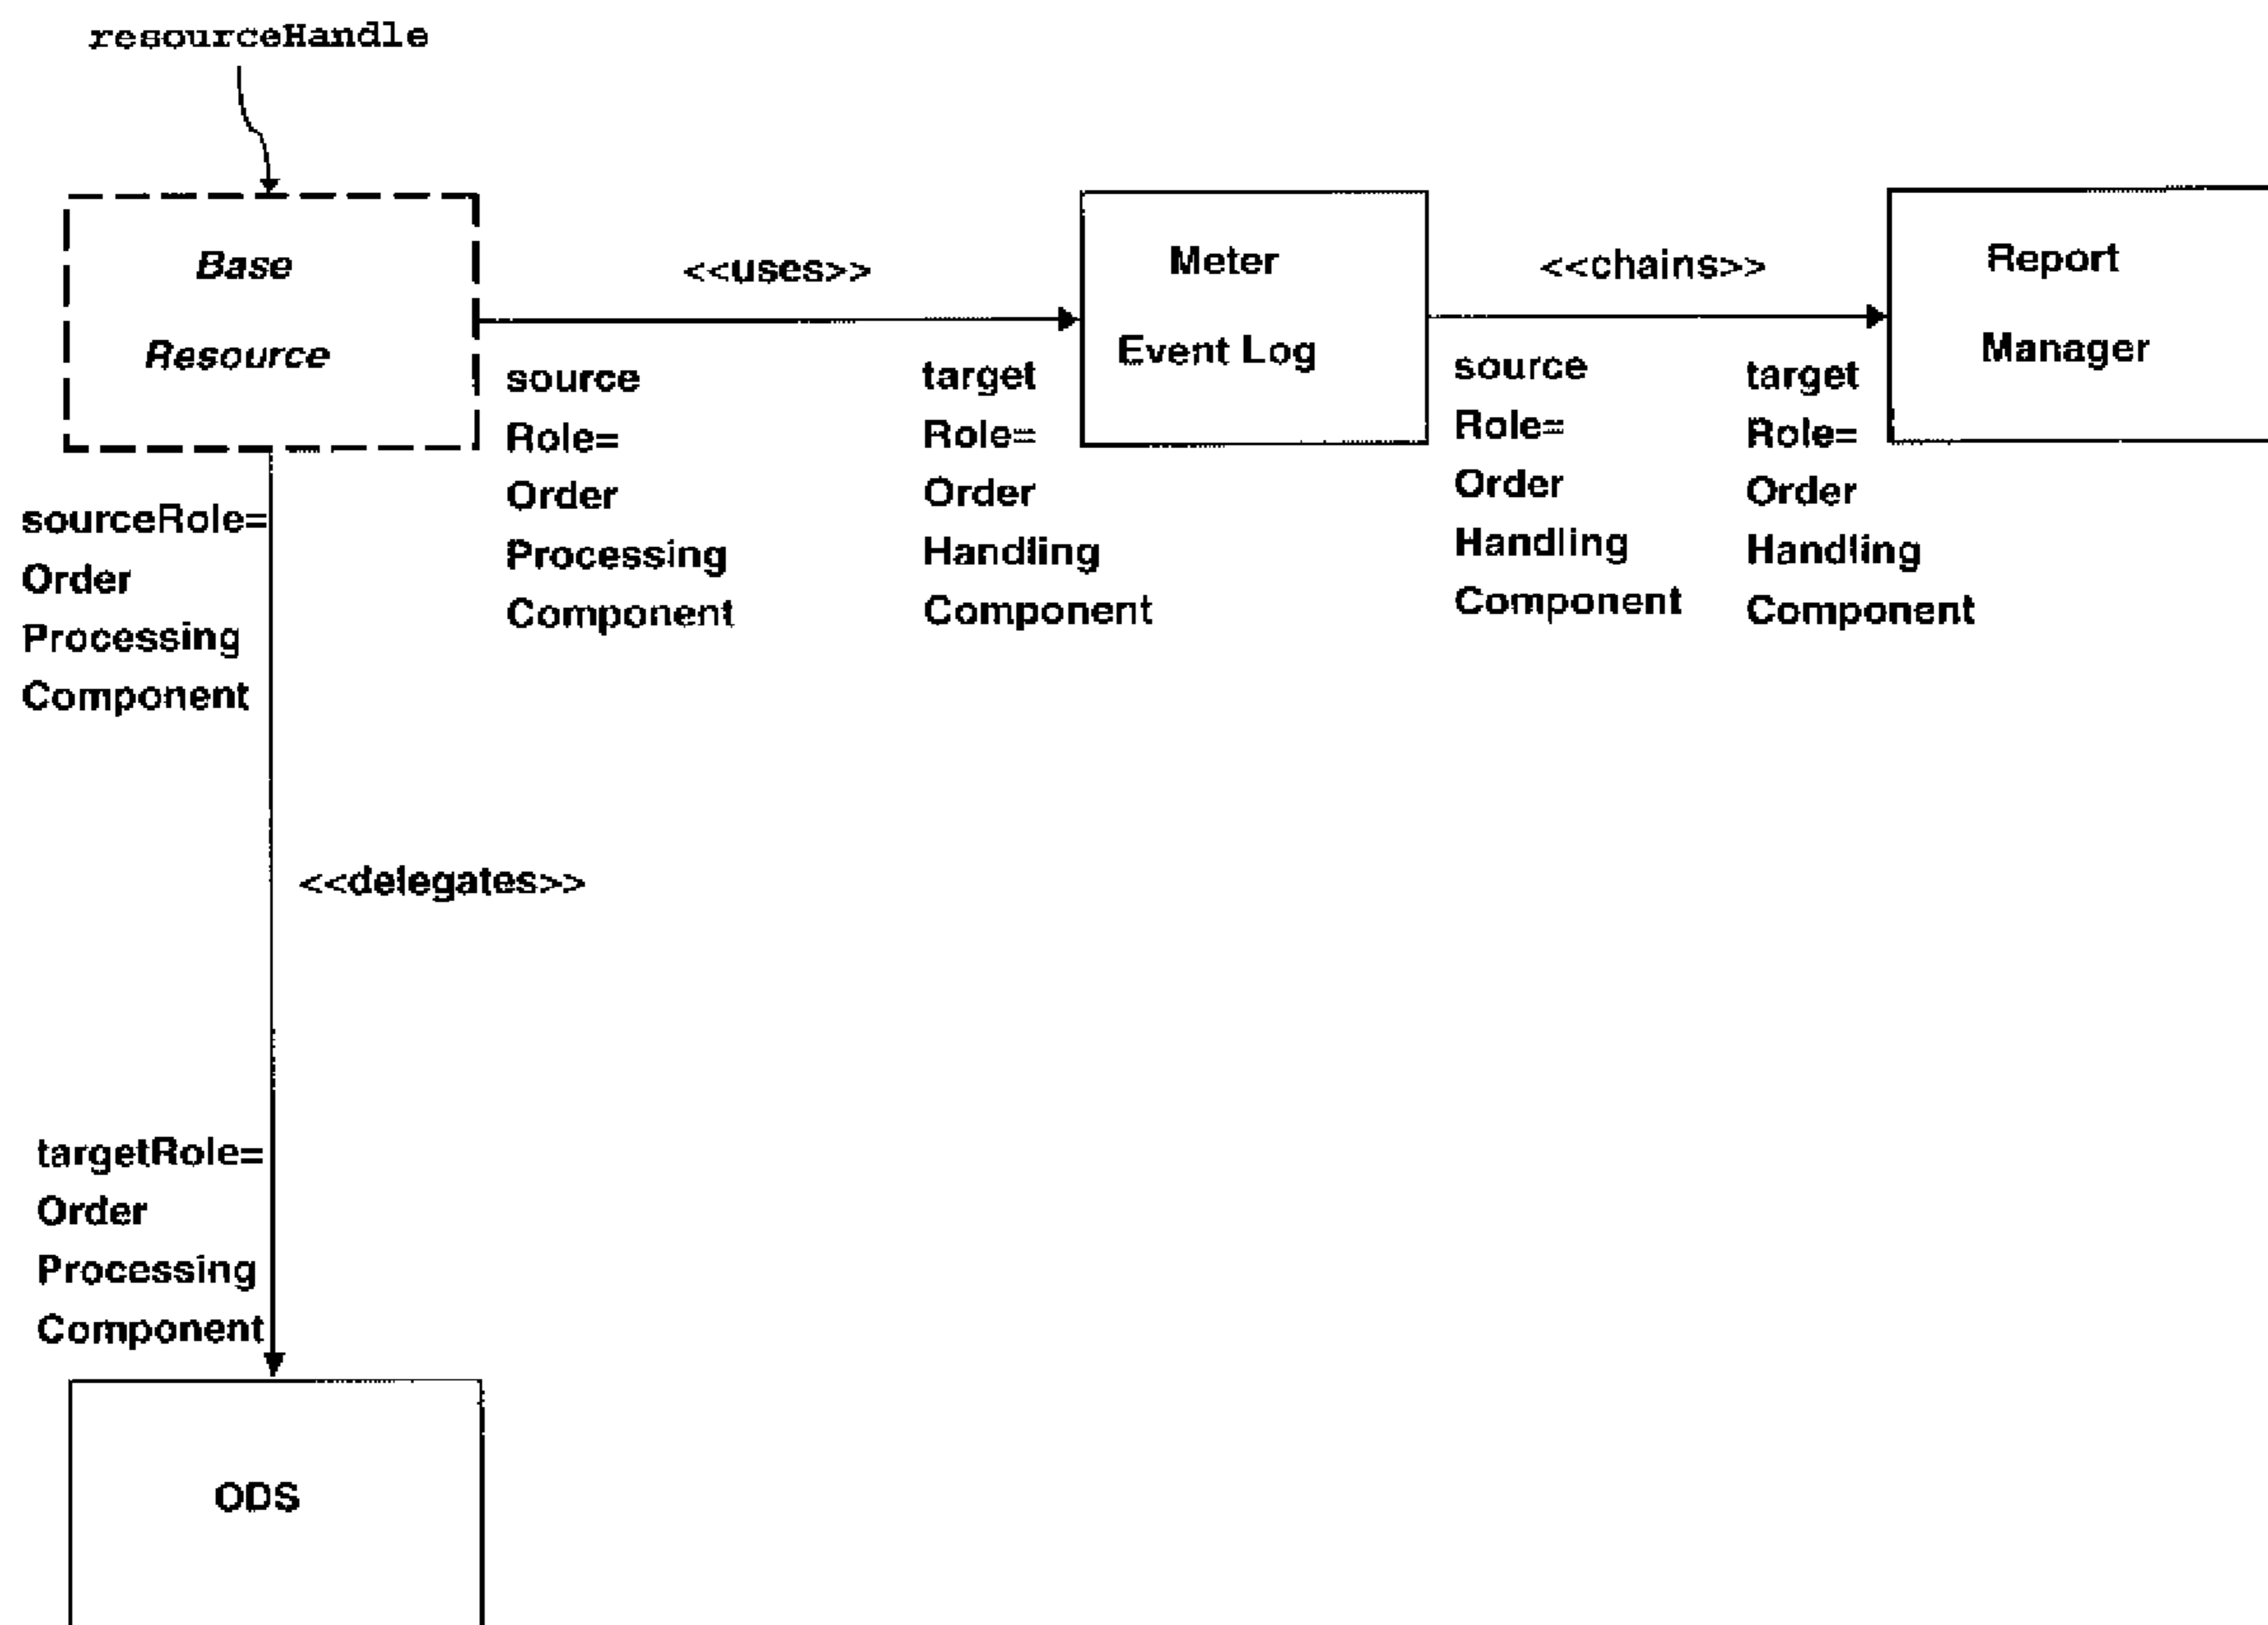 resourceHandle
Base
Resource
<<uses>>
Meter
Event Log
<<chains>>
Report
Manager
source
Role=
Order
Processing
Component
target
Role=
Order
Handling
Component
source
Role=
Order
Handling
Component
target
Role=
Order
Handling
Component
sourceRole=
Order
Processing
Component
<<delegates>>
targetRole=
Order
Processing
Component
ODS